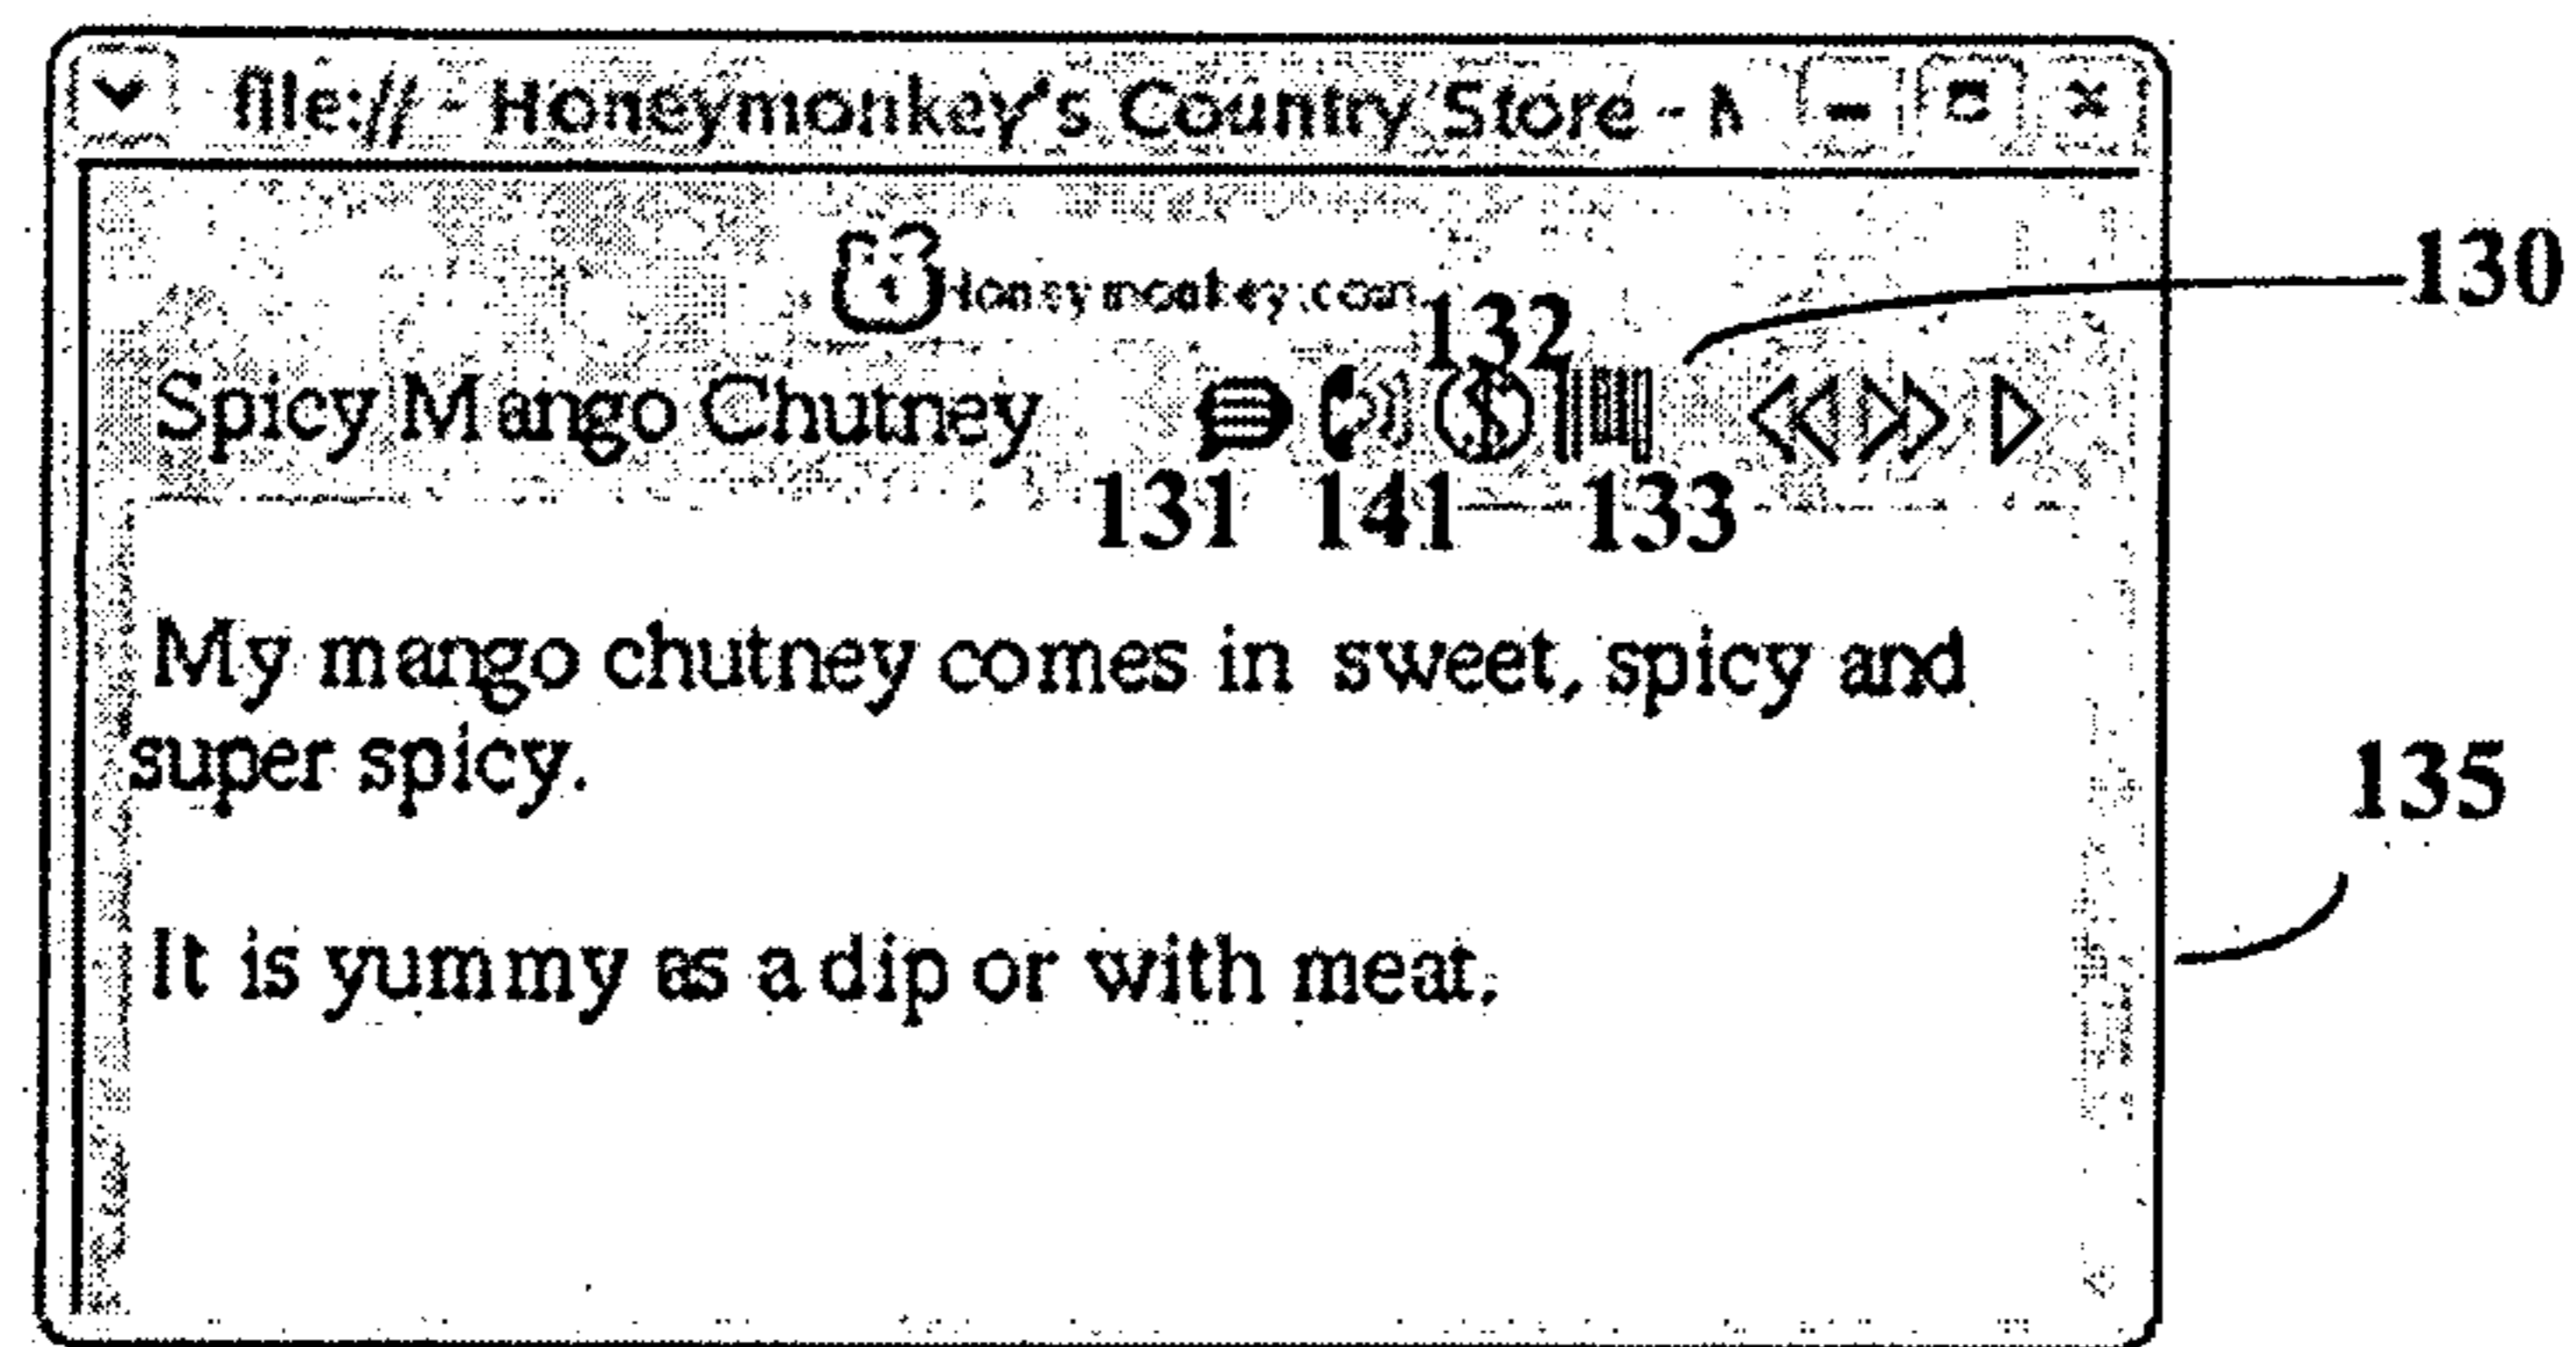 file:// - Honeymonkey's Country Store - M
Honeymonkey.com
130
132
Spicy Mango Chutney
131 141 133
My mango chutney comes in sweet, spicy and
super spicy.
135
It is yummy as a dip or with meat.